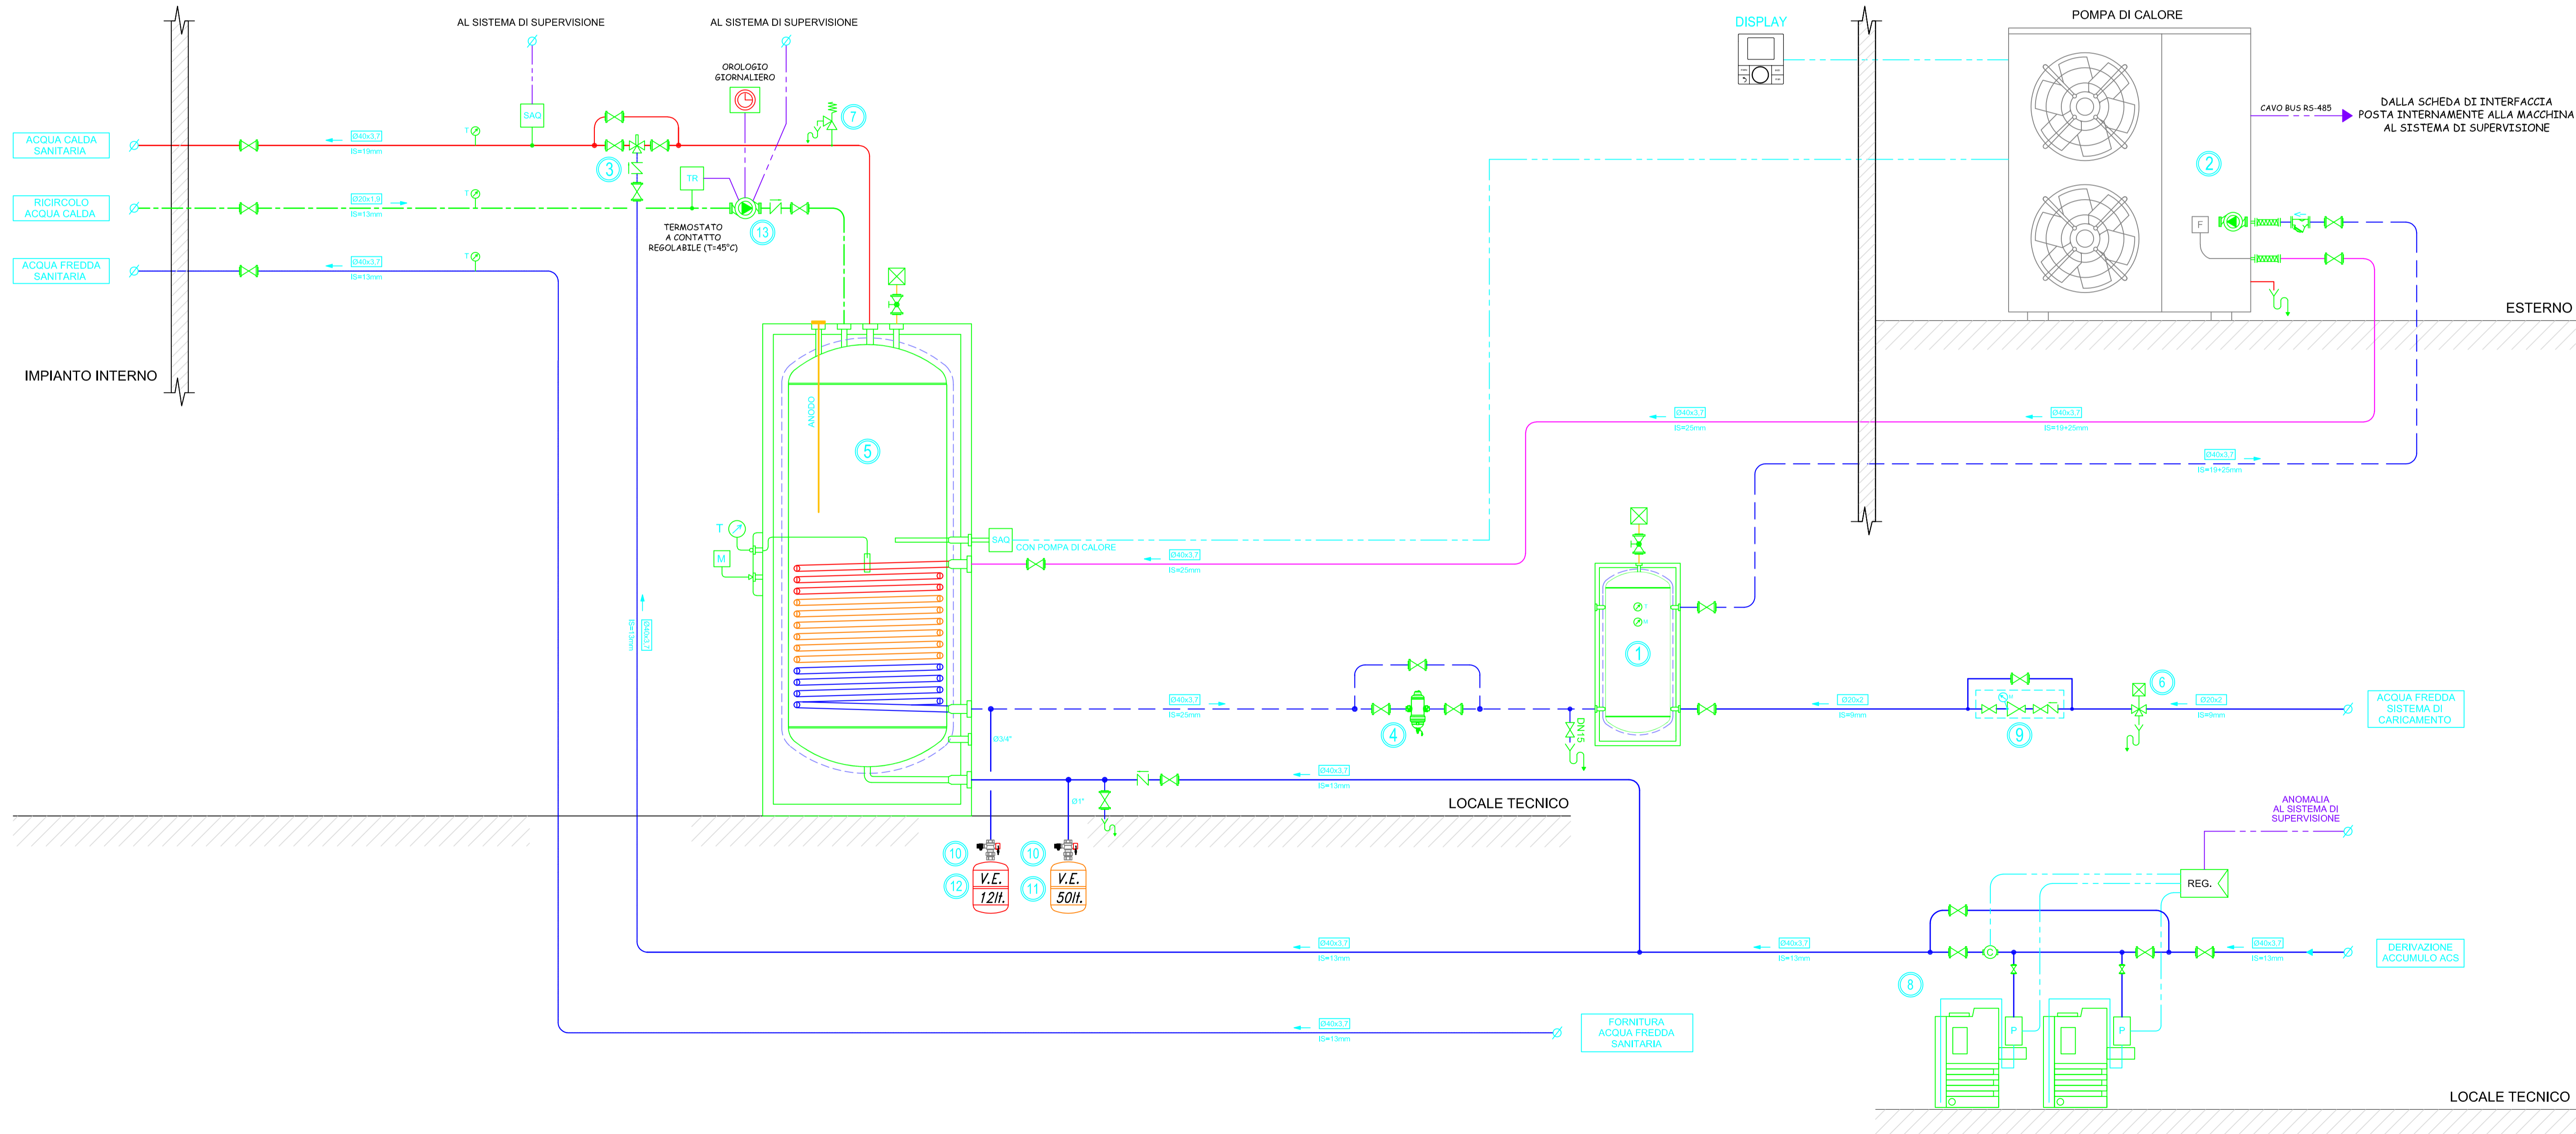 AL SISTEMA DI SUPERVISIONE
AL SISTEMA DI SUPERVISIONE
DISPLAY
POMPA DI CALORE
OROLOGIO
GIORNALIERO
SAQ
7
CAVO BUS RS-485
DALLA SCHEDA DI INTERFACCIA
POSTA INTERNAMENTE ALLA MACCHINA
AL SISTEMA DI SUPERVISIONE
ACQUA CALDA
SANITARIA
Ø40x3,7
IS=19mm
T
3
2
TR
RICIRCOLO
ACQUA CALDA
Ø20x1,9
IS=13mm
T
13
TERMOSTATO
A CONTATTO
REGOLABILE (T=45°C)
F
ACQUA FREDDA
SANITARIA
Ø40x3,7
IS=13mm
T
ESTERNO
IMPIANTO INTERNO
ANODO
5
Ø40x3,7
IS=25mm
Ø40x3,7
IS=19÷25mm
Ø40x3,7
IS=19÷25mm
T
M
SAQ
CON POMPA DI CALORE
Ø40x3,7
IS=25mm
Ø40x3,7
IS=13mm
1
Ø40x3,7
IS=25mm
4
DN15
Ø20x2
IS=9mm
9
6
Ø20x2
IS=9mm
ACQUA FREDDA
SISTEMA DI
CARICAMENTO
Ø3/4"
Ø1"
Ø40x3,7
IS=13mm
LOCALE TECNICO
ANOMALIA
AL SISTEMA DI
SUPERVISIONE
10
12
V.E.
12lt.
10
11
V.E.
50lt.
REG.
Ø40x3,7
IS=13mm
Ø40x3,7
IS=13mm
C
Ø40x3,7
IS=13mm
DERIVAZIONE
ACCUMULO ACS
8
P
P
Ø40x3,7
IS=13mm
FORNITURA
ACQUA FREDDA
SANITARIA
LOCALE TECNICO